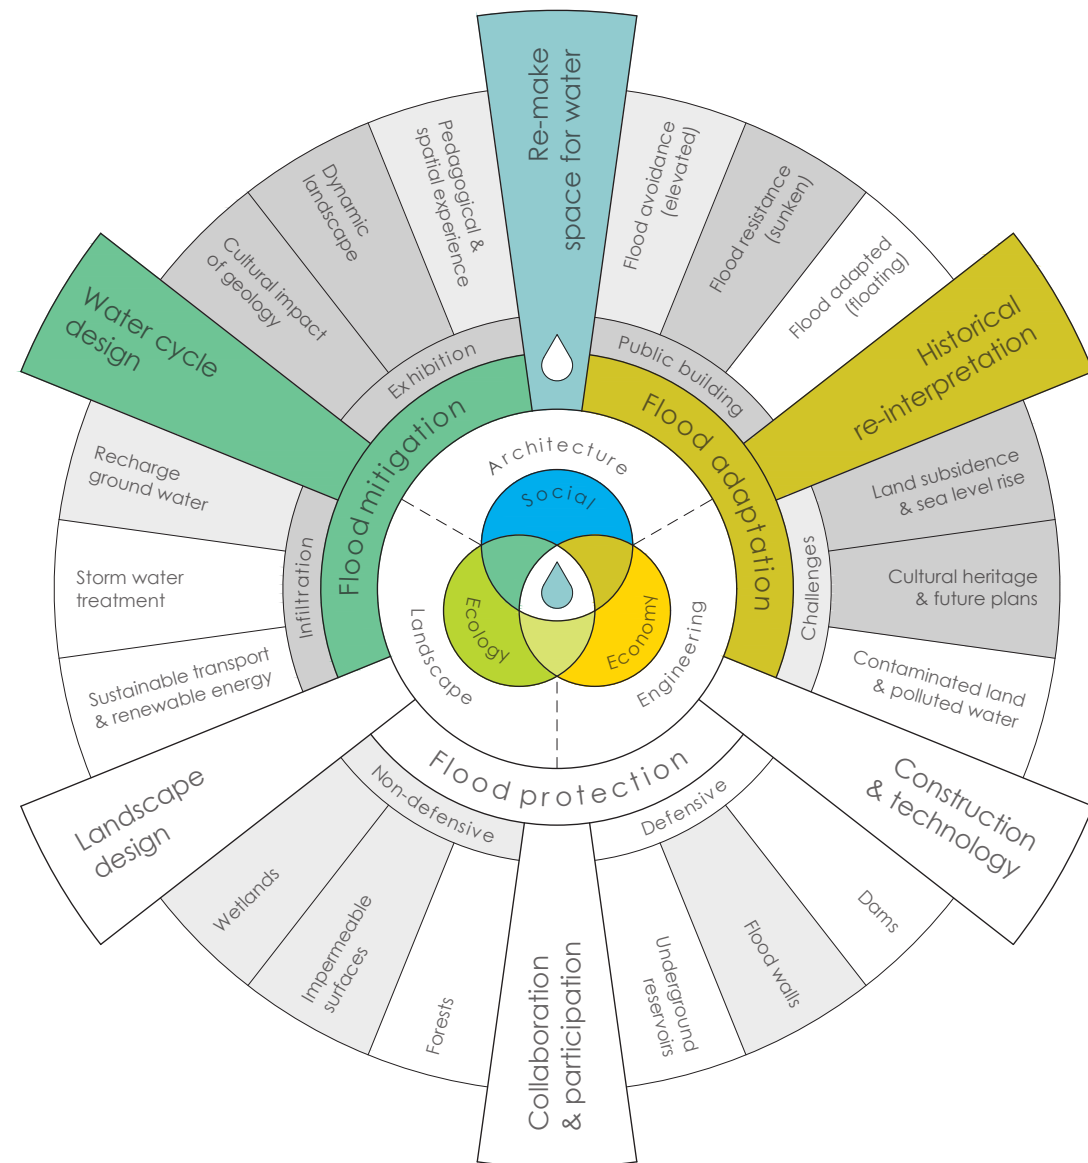 Re-make
space for water
Flood avoidance
(elevated)
Flood resistance
(sunken)
Flood adapted
(floating)
Public building
Historical
re-interpretation
Flood adaptation
Land subsidence
& sea level rise
Cultural heritage
& future plans
Contaminated land
& polluted water
Challenges
Construction
& technology
Flood protection
Defensive
Dams
Flood walls
Underground
reservoirs
Collaboration
& participation
Non-defensive
Forests
Impermeable
surfaces
Wetlands
Landscape
design
Flood mitigation
Infiltration
Sustainable transport
& renewable energy
Storm water
treatment
Recharge
ground water
Water cycle
design
Exhibition
Cultural impact
of geology
Dynamic
landscape
Pedagogical &
spatial experience
Architecture
Engineering
Landscape
Social
Economy
Ecology